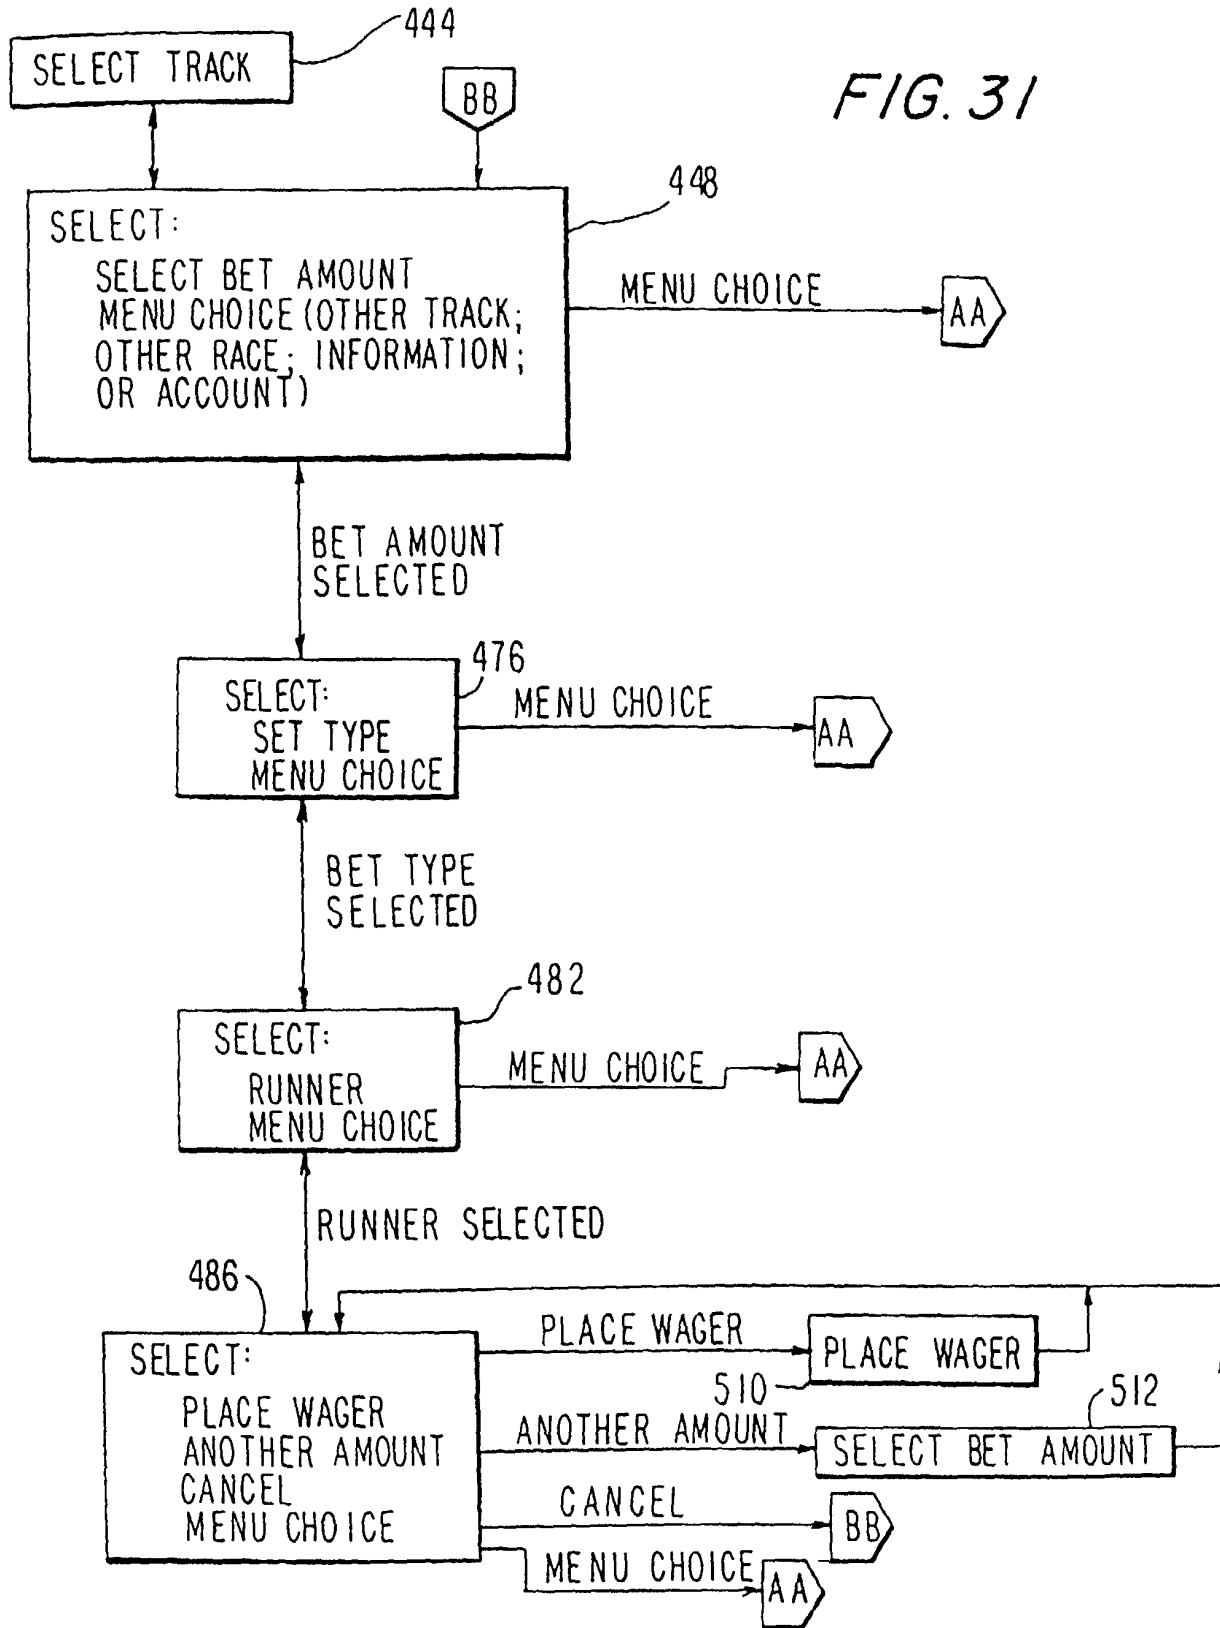 444
SELECT TRACK
BB
FIG. 31
448
SELECT:
SELECT BET AMOUNT
MENU CHOICE (OTHER TRACK;
OTHER RACE; INFORMATION;
OR ACCOUNT)
MENU CHOICE
AA
BET AMOUNT
SELECTED
476
SELECT:
SET TYPE
MENU CHOICE
MENU CHOICE
AA
BET TYPE
SELECTED
482
SELECT:
RUNNER
MENU CHOICE
MENU CHOICE
AA
RUNNER SELECTED
486
SELECT:
PLACE WAGER
ANOTHER AMOUNT
CANCEL
MENU CHOICE
PLACE WAGER
PLACE WAGER
510
512
ANOTHER AMOUNT
SELECT BET AMOUNT
CANCEL
BB
MENU CHOICE
AA